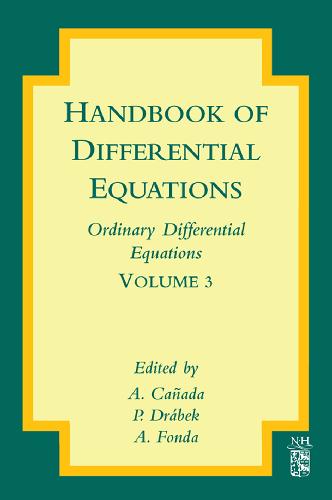 HANDBOOK OF
DIFFERENTIAL
EQUATIONS
Ordinary Differential
Equations
VOLUME 3
Edited by
A. Cañada
P. Drábek
A. Fonda
N·H